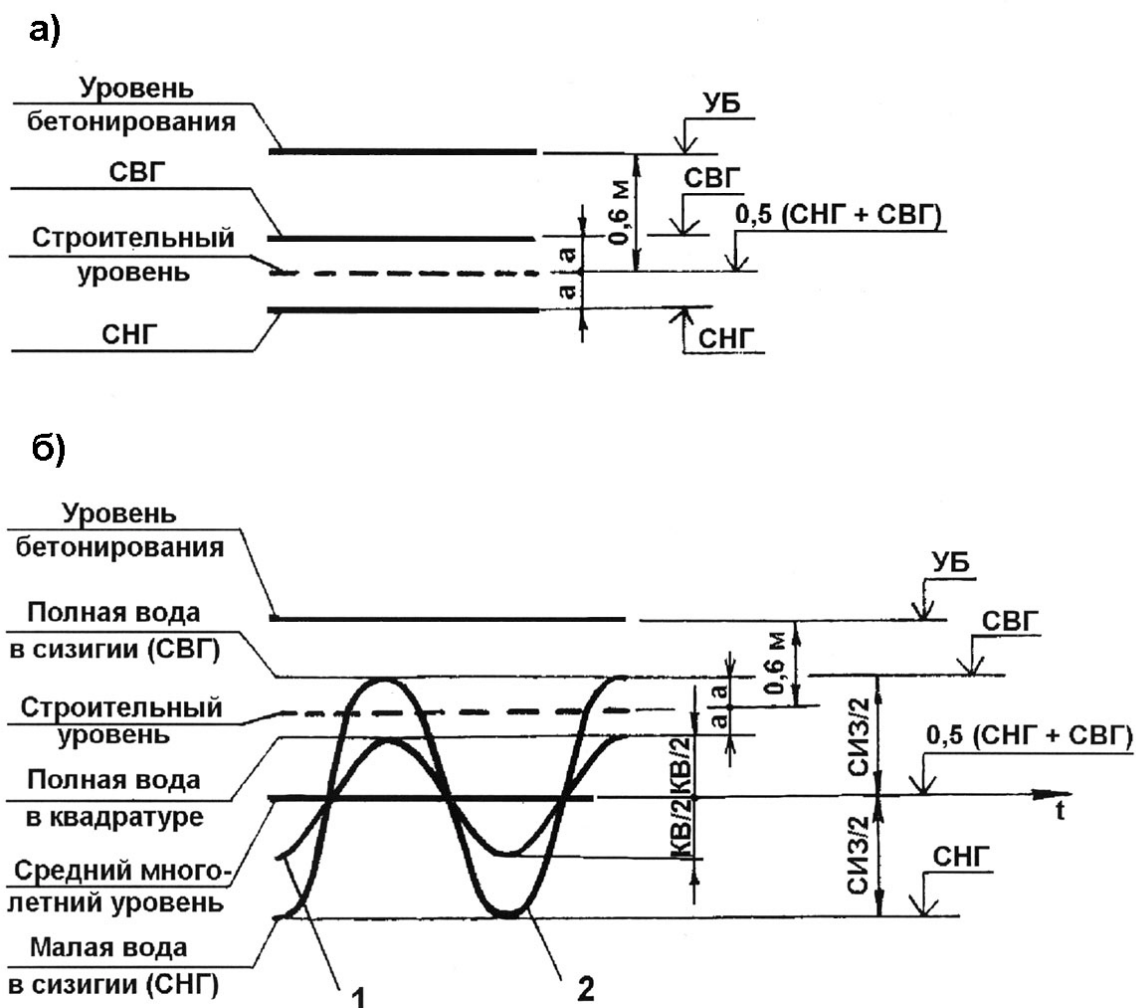 а)
Уровень
бетонирования
СВГ
Строительный
уровень
СНГ
УБ
СВГ
0,6 м
0,5 (СНГ + СВГ)
а
а
СНГ
б)
Уровень
бетонирования
Полная вода
в сизигии (СВГ)
Строительный
уровень
Полная вода
в квадратуре
Средний много-
летний уровень
Малая вода
в сизигии (СНГ)
1
2
УБ
СВГ
0,6 м
а
а
КВ/2
КВ/2
СИЗ/2
СИЗ/2
0,5 (СНГ + СВГ)
t
СНГ